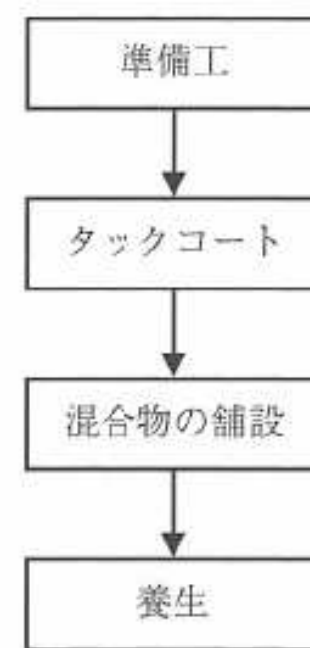 準備工
タックコート
混合物の舗設
養生